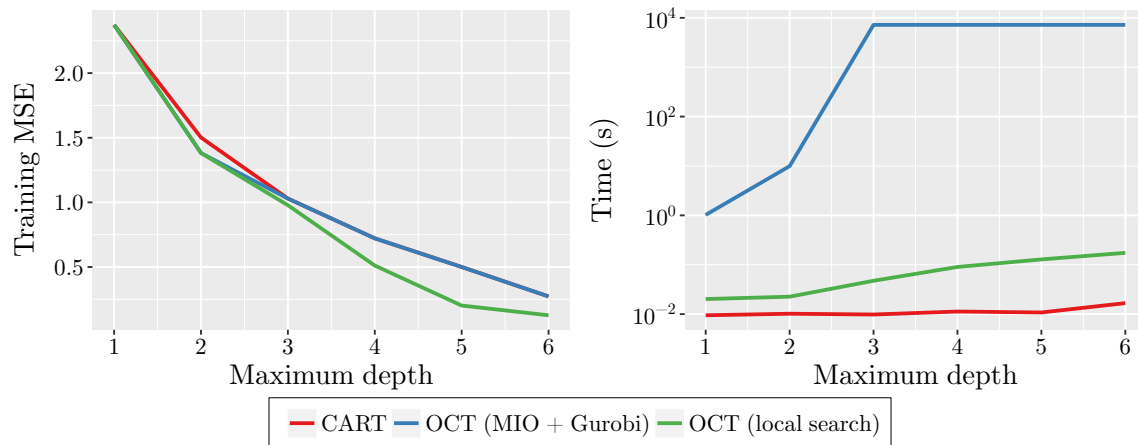 Training MSE
2.0
1.5
1.0
0.5
1 2 3 4 5 6
Maximum depth
Time (s)
10^4
10^2
10^0
10^−2
1 2 3 4 5 6
Maximum depth
CART OCT (MIO + Gurobi) OCT (local search)